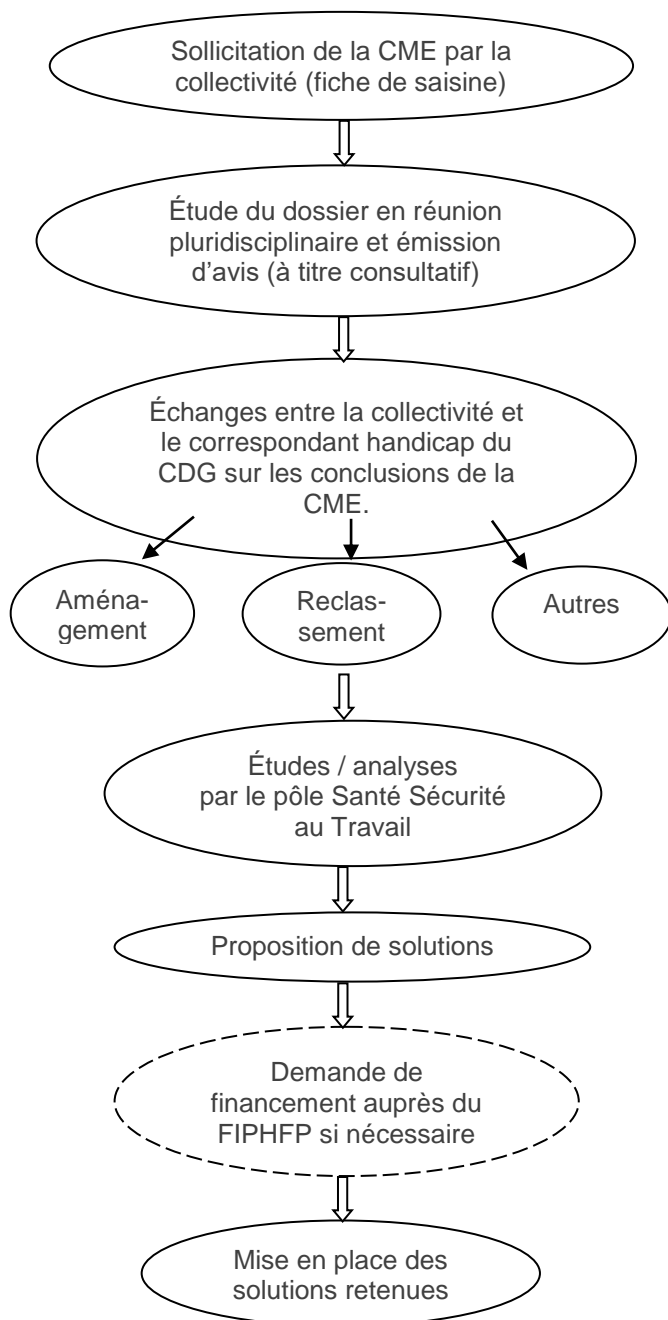 Sollicitation de la CME par la
collectivité (fiche de saisine)
Étude du dossier en réunion
pluridisciplinaire et émission
d'avis (à titre consultatif)
Échanges entre la collectivité et
le correspondant handicap du
CDG sur les conclusions de la
CME.
Aména-
gement
Reclas-
sement
Autres
Études / analyses
par le pôle Santé Sécurité
au Travail
Proposition de solutions
Demande de
financement auprès du
FIPHFP si nécessaire
Mise en place des
solutions retenues